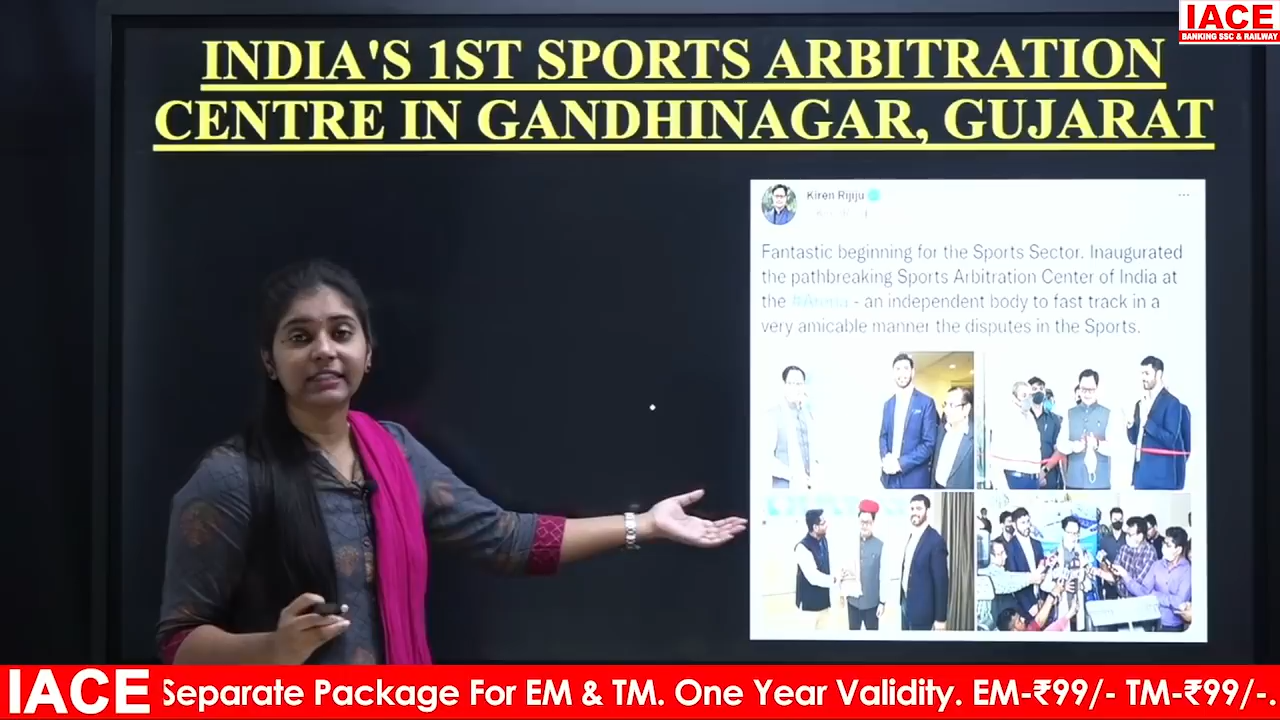 IACE
BANKING SSC & RAILWAY
INDIA'S 1ST SPORTS ARBITRATION
CENTRE IN GANDHINAGAR, GUJARAT
Kiren Rijiju
Fantastic beginning for the Sports Sector. Inaugurated
the pathbreaking Sports Arbitration Center of India at
the #Arena - an independent body to fast track in a
very amicable manner the disputes in the Sports.
IACE Separate Package For EM & TM. One Year Validity. EM-₹99/- TM-₹99/-.